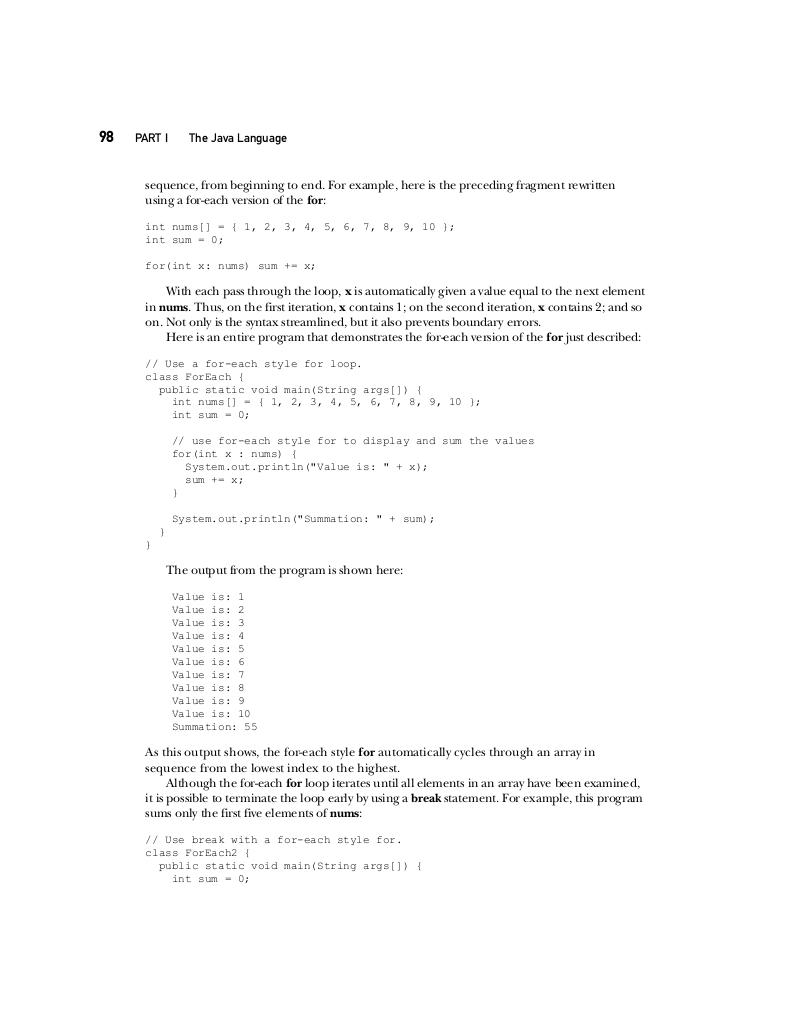 98 PART I The Java Language
sequence, from beginning to end. For example, here is the preceding fragment rewritten
using a for-each version of the for:
int nums[] = { 1, 2, 3, 4, 5, 6, 7, 8, 9, 10 };
int sum = 0;
for(int x: nums) sum += x;
With each pass through the loop, x is automatically given a value equal to the next element
in nums. Thus, on the first iteration, x contains 1; on the second iteration, x contains 2; and so
on. Not only is the syntax streamlined, but it also prevents boundary errors.
Here is an entire program that demonstrates the for-each version of the for just described:
// Use a for-each style for loop.
class ForEach {
  public static void main(String args[]) {
    int nums[] = { 1, 2, 3, 4, 5, 6, 7, 8, 9, 10 };
    int sum = 0;
    // use for-each style for to display and sum the values
    for(int x : nums) {
      System.out.println("Value is: " + x);
      sum += x;
    }
    System.out.println("Summation: " + sum);
  }
}
The output from the program is shown here:
Value is: 1
Value is: 2
Value is: 3
Value is: 4
Value is: 5
Value is: 6
Value is: 7
Value is: 8
Value is: 9
Value is: 10
Summation: 55
As this output shows, the for-each style for automatically cycles through an array in
sequence from the lowest index to the highest.
Although the for-each for loop iterates until all elements in an array have been examined,
it is possible to terminate the loop early by using a break statement. For example, this program
sums only the first five elements of nums:
// Use break with a for-each style for.
class ForEach2 {
  public static void main(String args[]) {
    int sum = 0;